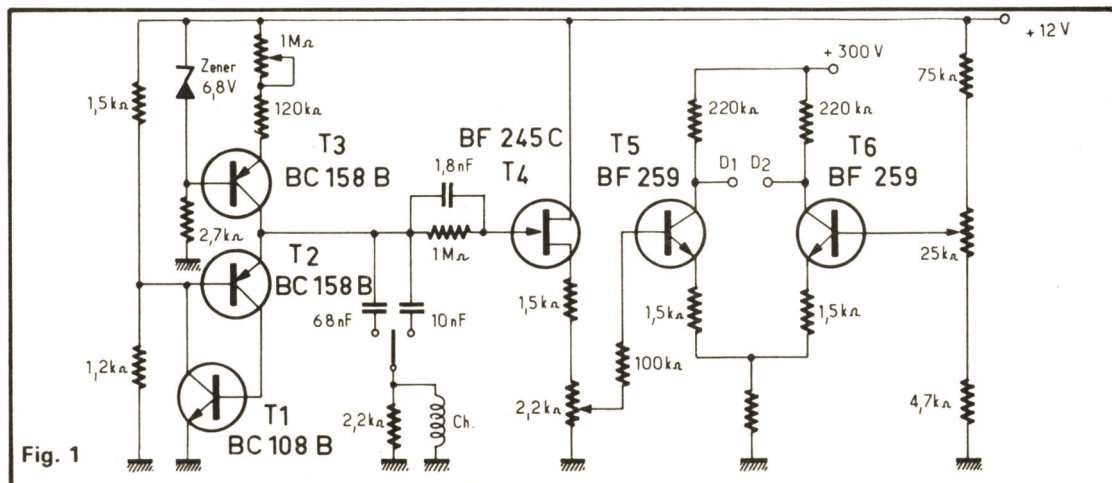 1MΩ
+ 12 V
Zener
6,8V
+ 300 V
75kΩ
1,5kΩ
120kΩ
220kΩ
220 kΩ
T3
BC 158 B
BF 245 C
T4
1,8nF
T5
BF 259
D1
D2
T6
BF 259
2,7kΩ
1MΩ
25kΩ
T2
BC 158 B
68nF
10nF
1,5kΩ
1,5kΩ
1,5kΩ
1,2kΩ
100kΩ
T1
BC 108 B
2,2kΩ
Ch.
2,2kΩ
4,7kΩ
Fig. 1